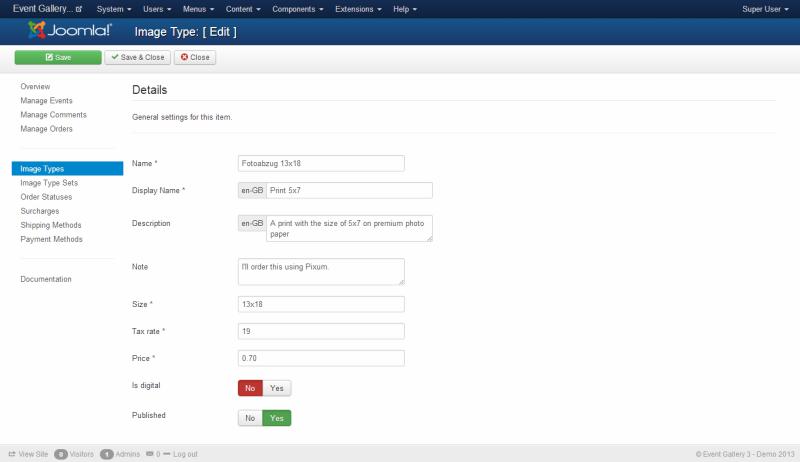 Event Gallery... System Users Menus Content Components Extensions Help Super User
Joomla! Image Type: [ Edit ]
Save Save & Close Close
Overview
Manage Events
Manage Comments
Manage Orders
Image Types
Image Type Sets
Order Statuses
Surcharges
Shipping Methods
Payment Methods
Documentation
Details
General settings for this item.
Name * Fotoabzug 13x18
Display Name * en-GB Print 5x7
Description en-GB A print with the size of 5x7 on premium photo
paper
Note I'll order this using Pixum.
Size * 13x18
Tax rate * 19
Price * 0.70
Is digital No Yes
Published No Yes
View Site 0 Visitors 1 Admins 0 Log out © Event Gallery 3 - Demo 2013